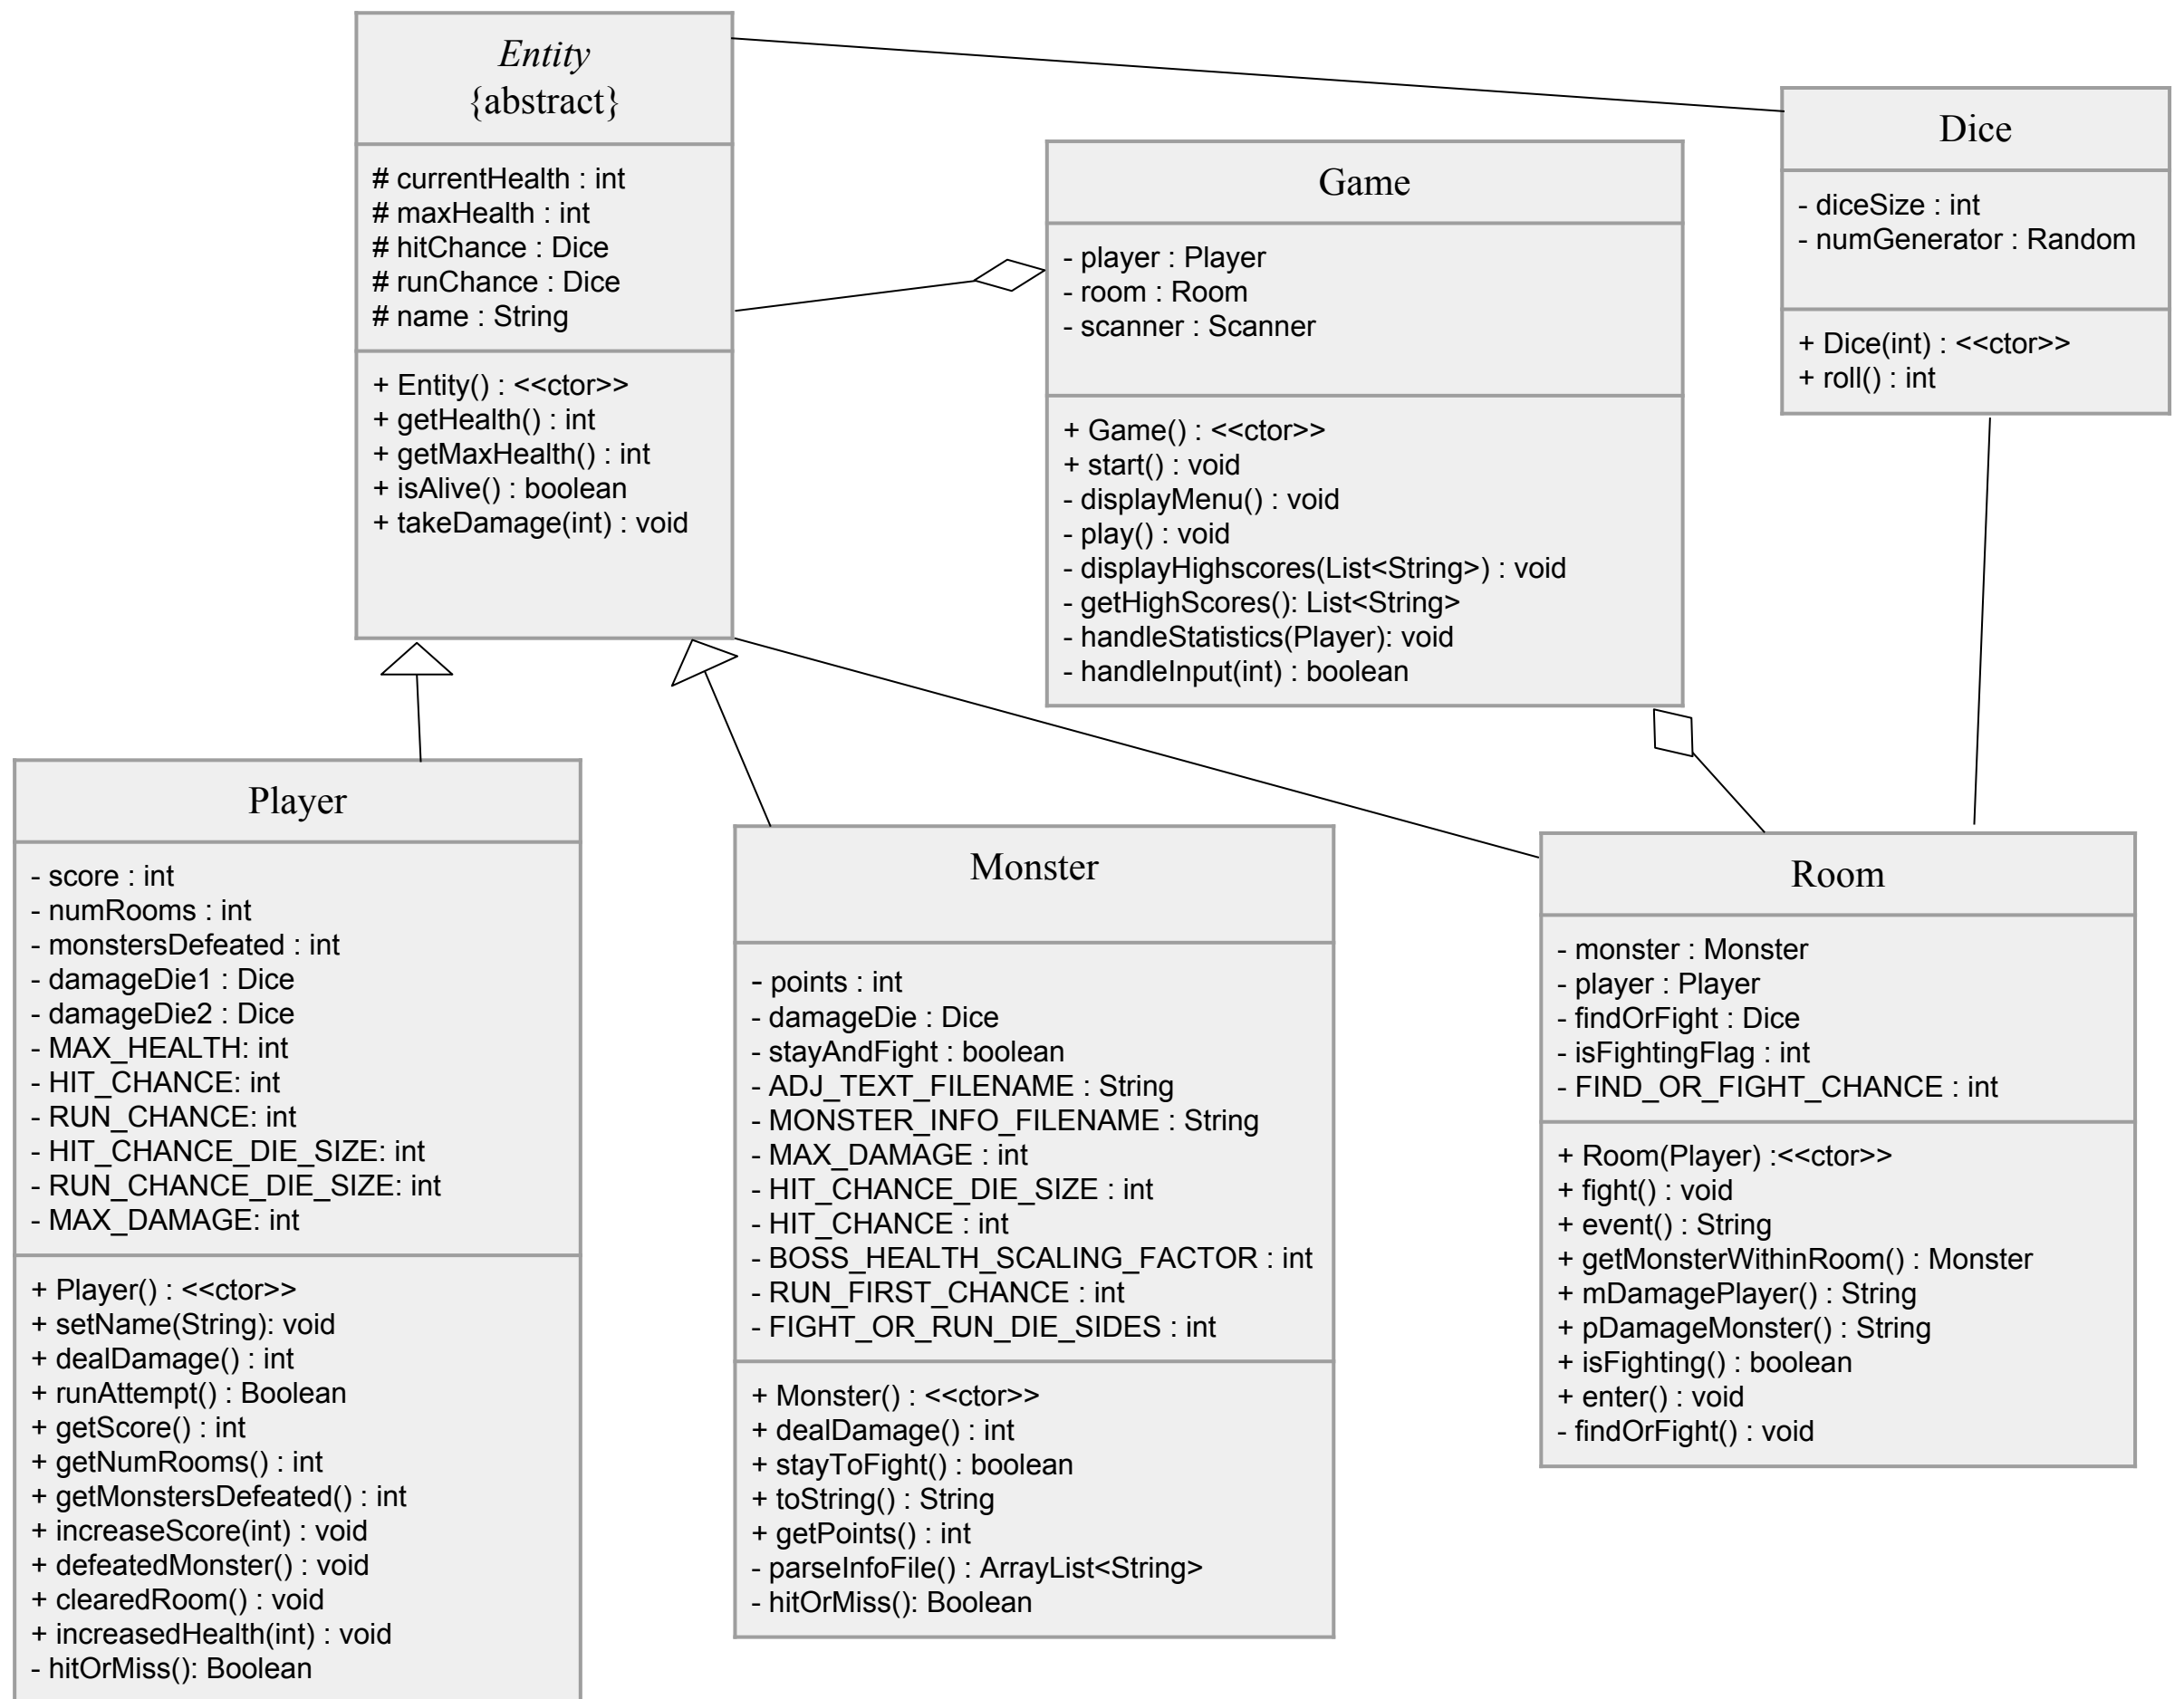 Entity
{abstract}
# currentHealth : int
# maxHealth : int
# hitChance : Dice
# runChance : Dice
# name : String
+ Entity() : <<ctor>>
+ getHealth() : int
+ getMaxHealth() : int
+ isAlive() : boolean
+ takeDamage(int) : void
Game
- player : Player
- room : Room
- scanner : Scanner
+ Game() : <<ctor>>
+ start() : void
- displayMenu() : void
- play() : void
- displayHighscores(List<String>) : void
- getHighScores(): List<String>
- handleStatistics(Player): void
- handleInput(int) : boolean
Dice
- diceSize : int
- numGenerator : Random
+ Dice(int) : <<ctor>>
+ roll() : int
Player
- score : int
- numRooms : int
- monstersDefeated : int
- damageDie1 : Dice
- damageDie2 : Dice
- MAX_HEALTH: int
- HIT_CHANCE: int
- RUN_CHANCE: int
- HIT_CHANCE_DIE_SIZE: int
- RUN_CHANCE_DIE_SIZE: int
- MAX_DAMAGE: int
+ Player() : <<ctor>>
+ setName(String): void
+ dealDamage() : int
+ runAttempt() : Boolean
+ getScore() : int
+ getNumRooms() : int
+ getMonstersDefeated() : int
+ increaseScore(int) : void
+ defeatedMonster() : void
+ clearedRoom() : void
+ increasedHealth(int) : void
- hitOrMiss(): Boolean
Monster
- points : int
- damageDie : Dice
- stayAndFight : boolean
- ADJ_TEXT_FILENAME : String
- MONSTER_INFO_FILENAME : String
- MAX_DAMAGE : int
- HIT_CHANCE_DIE_SIZE : int
- HIT_CHANCE : int
- BOSS_HEALTH_SCALING_FACTOR : int
- RUN_FIRST_CHANCE : int
- FIGHT_OR_RUN_DIE_SIDES : int
+ Monster() : <<ctor>>
+ dealDamage() : int
+ stayToFight() : boolean
+ toString() : String
+ getPoints() : int
- parseInfoFile() : ArrayList<String>
- hitOrMiss(): Boolean
Room
- monster : Monster
- player : Player
- findOrFight : Dice
- isFightingFlag : int
- FIND_OR_FIGHT_CHANCE : int
+ Room(Player) :<<ctor>>
+ fight() : void
+ event() : String
+ getMonsterWithinRoom() : Monster
+ mDamagePlayer() : String
+ pDamageMonster() : String
+ isFighting() : boolean
+ enter() : void
- findOrFight() : void